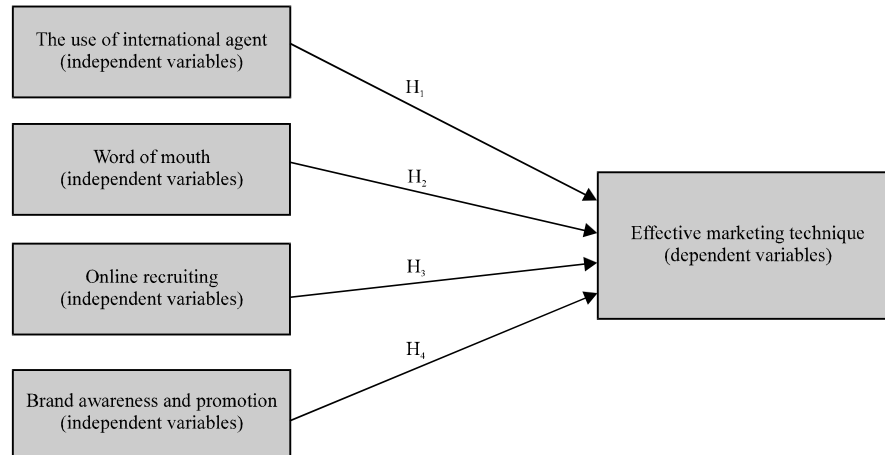 The use of international agent
(independent variables)
H₁
Word of mouth
(independent variables)
H₂
Effective marketing technique
(dependent variables)
Online recruiting
(independent variables)
H₃
H₄
Brand awareness and promotion
(independent variables)